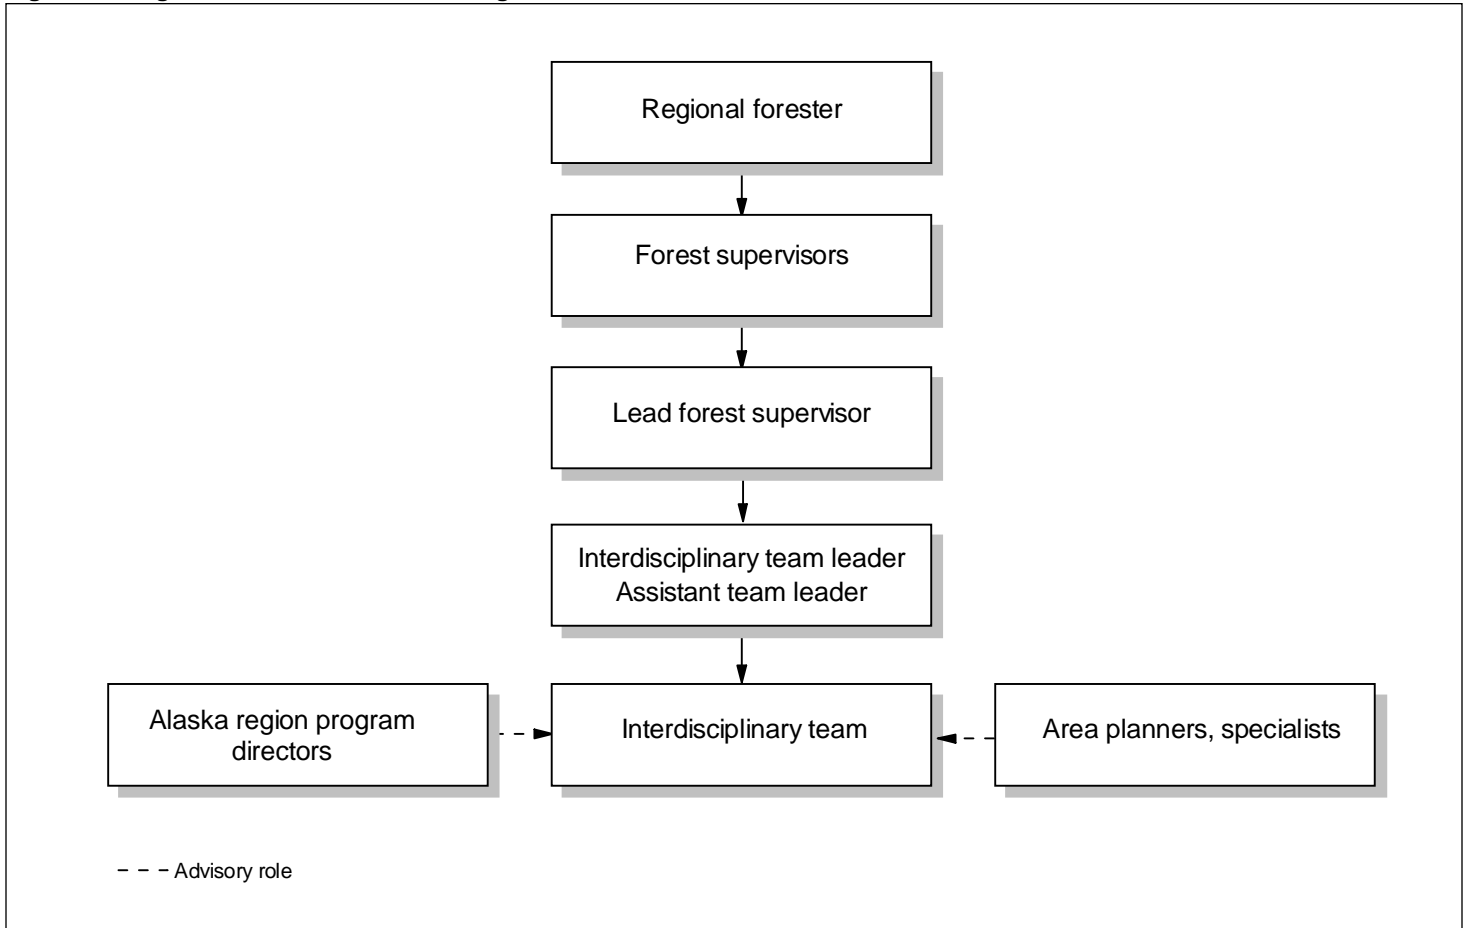 Regional forester
Forest supervisors
Lead forest supervisor
Interdisciplinary team leader
Assistant team leader
Alaska region program
directors
Interdisciplinary team
Area planners, specialists
Advisory role